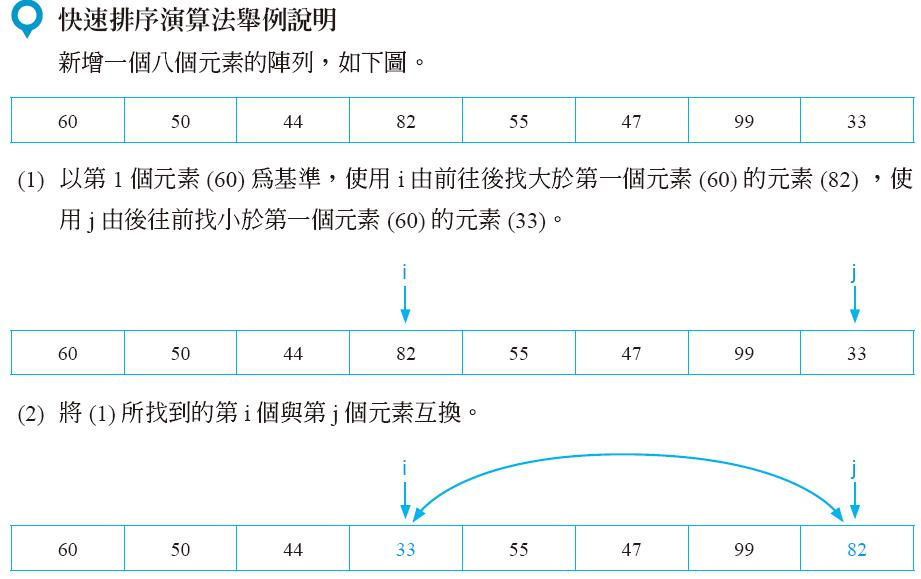 快速排序演算法舉例說明
新增一個八個元素的陣列，如下圖。
60 50 44 82 55 47 99 33
(1) 以第 1 個元素 (60) 爲基準，使用 i 由前往後找大於第一個元素 (60) 的元素 (82) ，使
用 j 由後往前找小於第一個元素 (60) 的元素 (33)。
i j
60 50 44 82 55 47 99 33
(2) 將 (1) 所找到的第 i 個與第 j 個元素互換。
i j
60 50 44 33 55 47 99 82